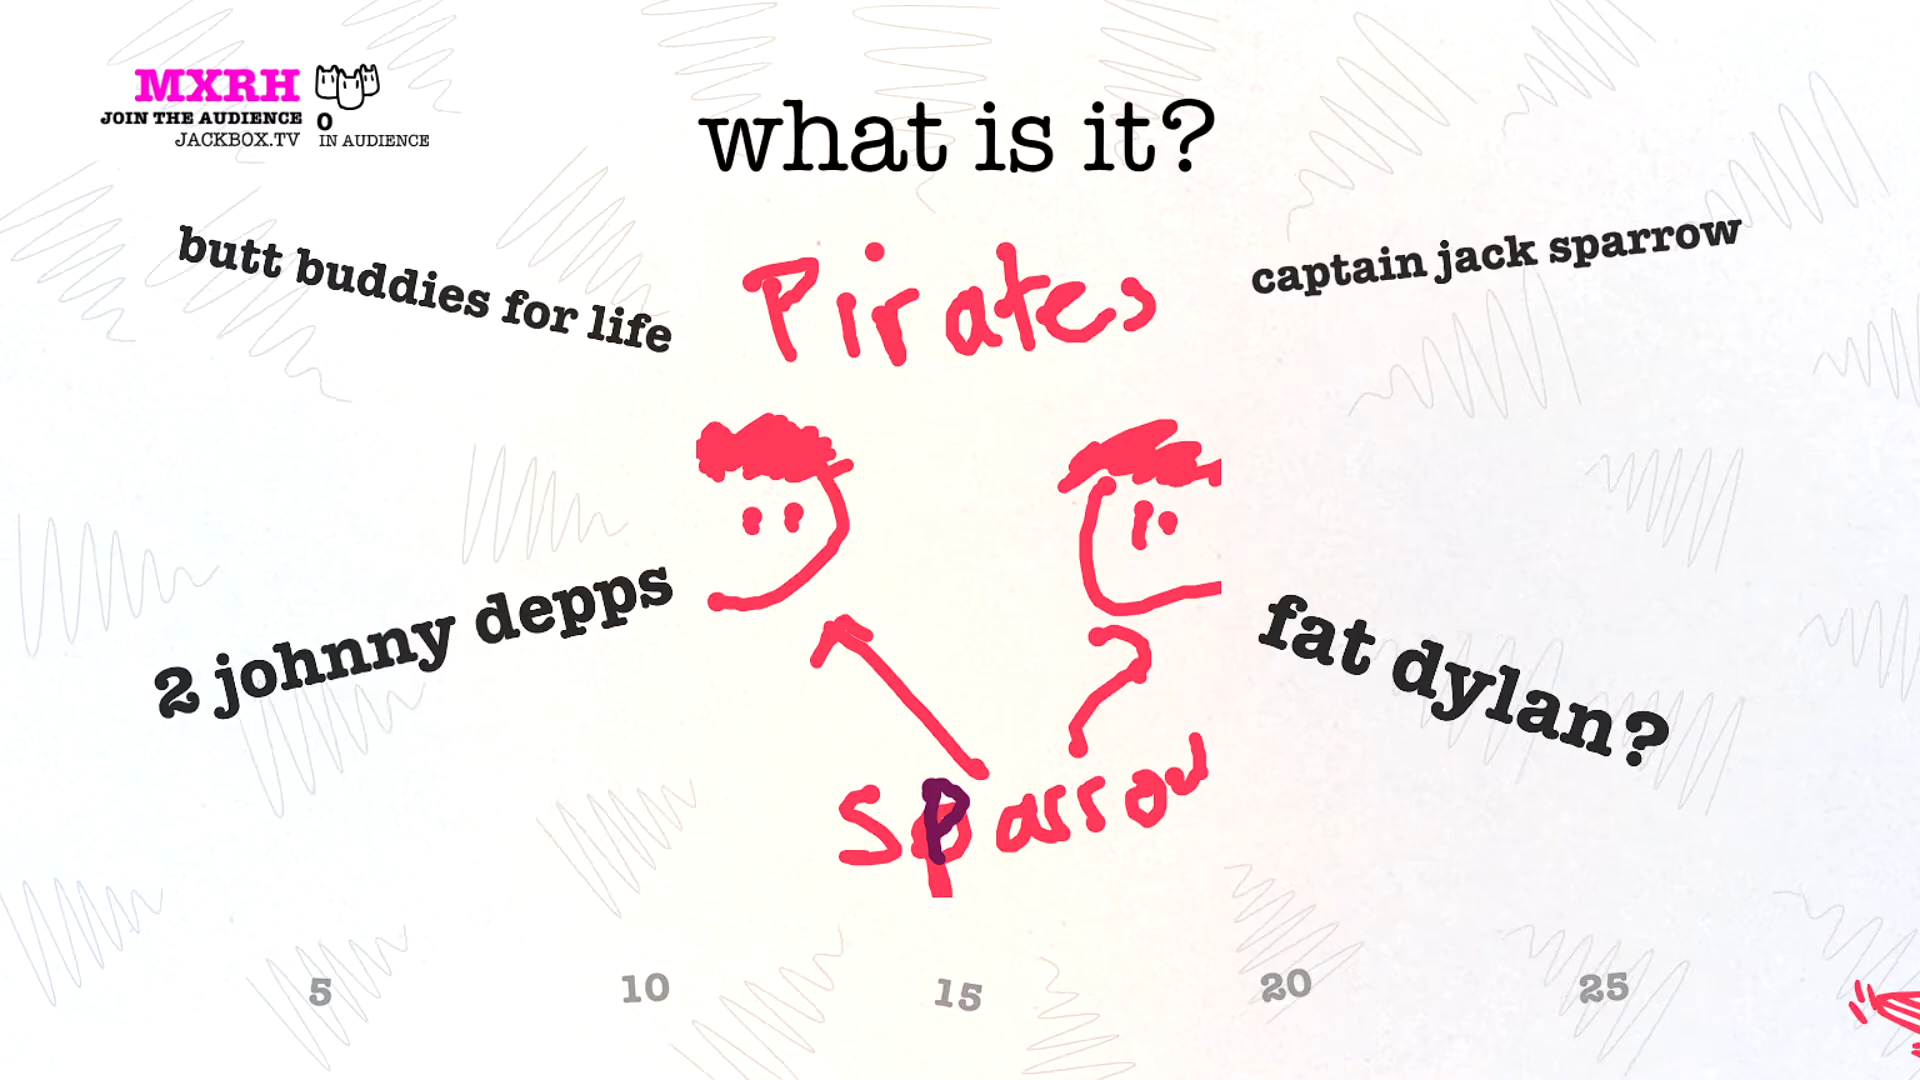 MXRH
JOIN THE AUDIENCE
JACKBOX.TV
0
IN AUDIENCE
what is it?
butt buddies for life
captain jack sparrow
Pirates
2 johnny depps
fat dylan?
?
Sparrow
5
10
15
20
25